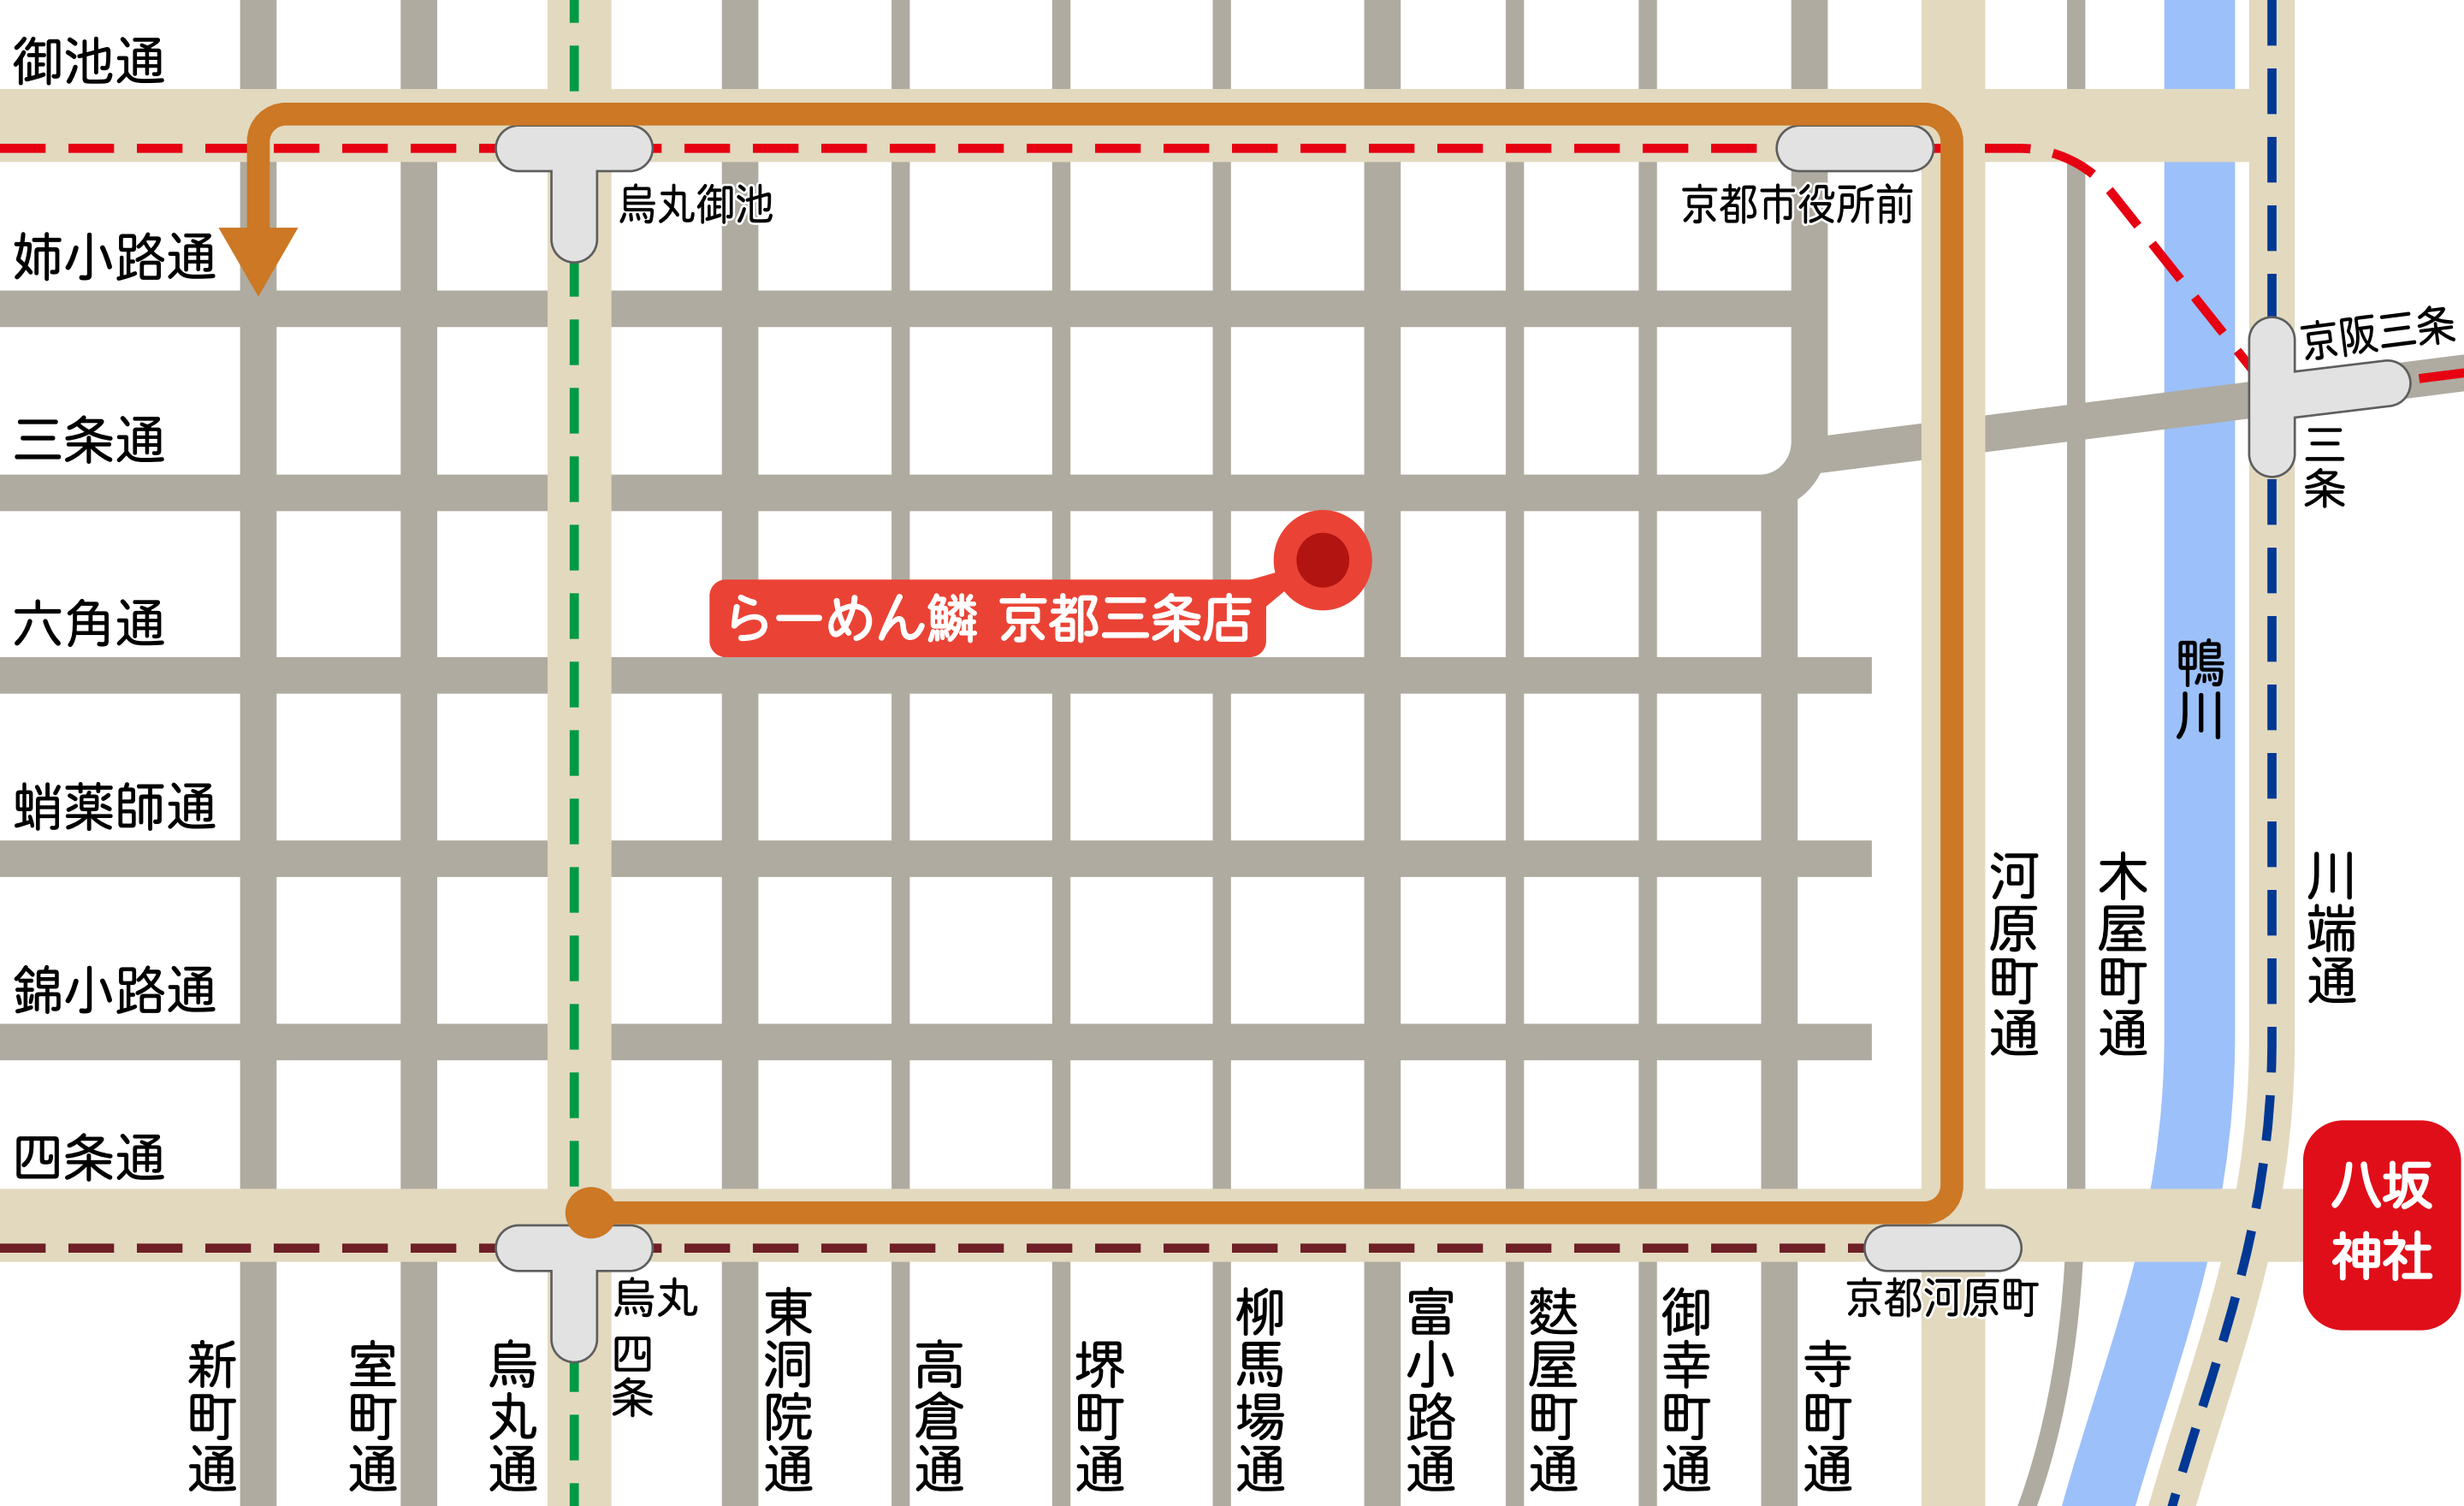 御池通
烏丸御池
京都市役所前
姉小路通
京阪三条
三条通
三条
らーめん 鶴 京都三条店
六角通
鴨川
蛸薬師通
河原町通
木屋町通
川端通
錦小路通
四条通
八坂
神社
烏丸
四条
京都河原町
新町通
室町通
烏丸通
東洞院通
高倉通
堺町通
柳馬場通
富小路通
麸屋町通
御幸町通
寺町通